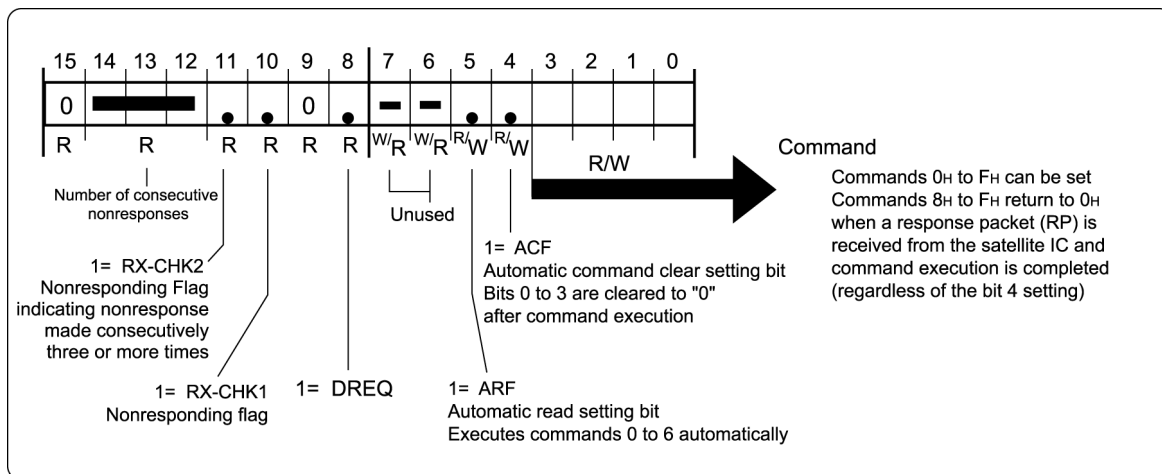 15 14 13 12 11 10 9 8 7 6 5 4 3 2 1 0
0 0
R R R R R R W/R W/R R/W R/W R/W
Number of consecutive
nonresponses
Unused
1= RX-CHK2
Nonresponding Flag
indicating nonresponse
made consecutively
three or more times
1= RX-CHK1
Nonresponding flag
1= DREQ
1= ACF
Automatic command clear setting bit
Bits 0 to 3 are cleared to "0"
after command execution
1= ARF
Automatic read setting bit
Executes commands 0 to 6 automatically
Command
Commands 0H to FH can be set
Commands 8H to FH return to 0H
when a response packet (RP) is
received from the satellite IC and
command execution is completed
(regardless of the bit 4 setting)